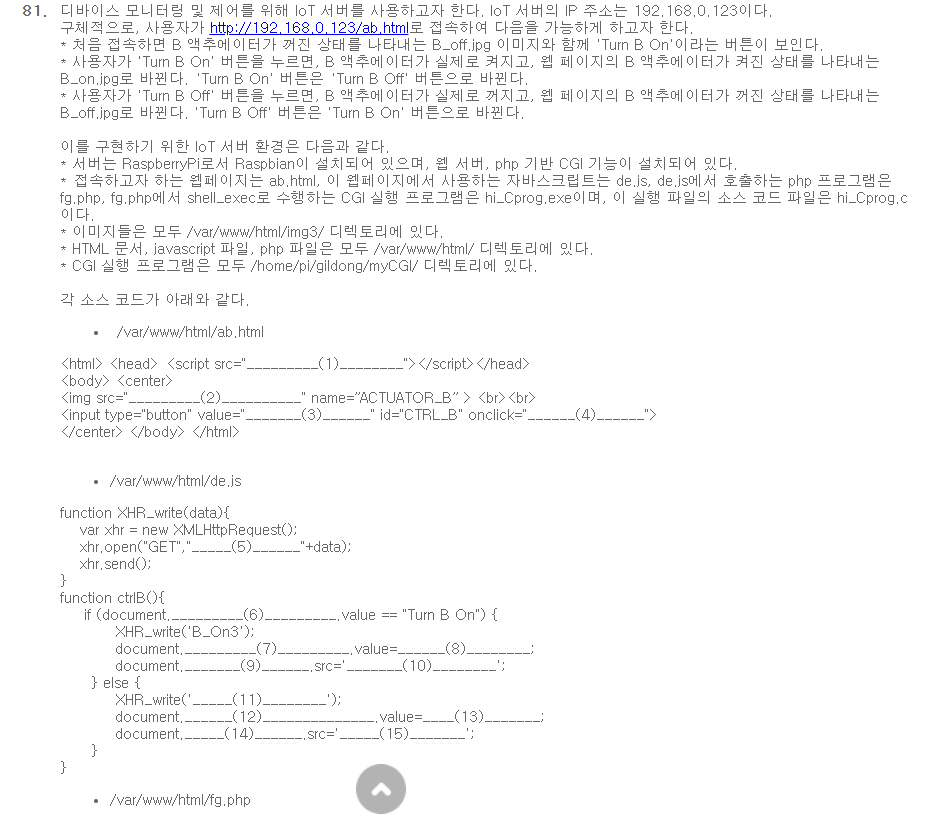 81. 디바이스 모니터링 및 제어를 위해 IoT 서버를 사용하고자 한다. IoT 서버의 IP 주소는 192.168.0.123이다.
구체적으로, 사용자가 http://192.168.0.123/ab.html로 접속하여 다음을 가능하게 하고자 한다.
* 처음 접속하면 B 액추에이터가 꺼진 상태를 나타내는 B_off.jpg 이미지와 함께 'Turn B On'이라는 버튼이 보인다.
* 사용자가 'Turn B On' 버튼을 누르면, B 액추에이터가 실제로 켜지고, 웹 페이지의 B 액추에이터가 켜진 상태를 나타내는
B_on.jpg로 바뀐다. 'Turn B On' 버튼은 'Turn B Off' 버튼으로 바뀐다.
* 사용자가 'Turn B Off' 버튼을 누르면, B 액추에이터가 실제로 꺼지고, 웹 페이지의 B 액추에이터가 꺼진 상태를 나타내는
B_off.jpg로 바뀐다. 'Turn B Off' 버튼은 'Turn B On' 버튼으로 바뀐다.
이를 구현하기 위한 IoT 서버 환경은 다음과 같다.
* 서버는 RaspberryPi로서 Raspbian이 설치되어 있으며, 웹 서버, php 기반 CGI 기능이 설치되어 있다.
* 접속하고자 하는 웹페이지는 ab.html, 이 웹페이지에서 사용하는 자바스크립트는 de.js, de.js에서 호출하는 php 프로그램은
fg.php, fg.php에서 shell_exec로 수행하는 CGI 실행 프로그램은 hi_Cprog.exe이며, 이 실행 파일의 소스 코드 파일은 hi_Cprog.c
이다.
* 이미지들은 모두 /var/www/html/img3/ 디렉토리에 있다.
* HTML 문서, javascript 파일, php 파일은 모두 /var/www/html/ 디렉토리에 있다.
* CGI 실행 프로그램은 모두 /home/pi/gildong/myCGI/ 디렉토리에 있다.
각 소스 코드가 아래와 같다.
• /var/www/html/ab.html
<html> <head> <script src="_________(1)________"></script></head>
<body> <center>
<img src="_________(2)__________" name="ACTUATOR_B" > <br><br>
<input type="button" value="_______(3)______" id="CTRL_B" onclick="______(4)______">
</center> </body> </html>
• /var/www/html/de.js
function XHR_write(data){
var xhr = new XMLHttpRequest();
xhr.open("GET","_____(5)______"+data);
xhr.send();
}
function ctrlB(){
if (document._________(6)_________.value == "Turn B On") {
XHR_write('B_On3');
document._________(7)_________.value=______(8)________;
document._______(9)______.src='_______(10)________';
} else {
XHR_write('_____(11)________');
document.______(12)______________.value=____(13)_______;
document._____(14)______.src='_____(15)_______';
}
}
• /var/www/html/fg.php